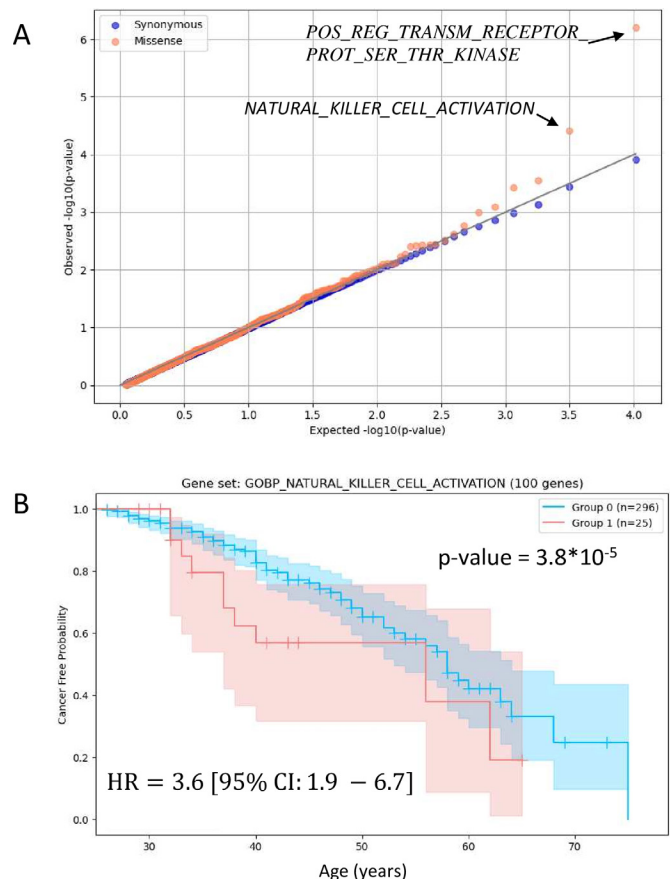 A
Synonymous
Missense
POS_REG_TRANSM_RECEPTOR_
PROT_SER_THR_KINASE
NATURAL_KILLER_CELL_ACTIVATION
Observed -log10(p-value)
6
5
4
3
2
1
0
0.0 0.5 1.0 1.5 2.0 2.5 3.0 3.5 4.0
Expected -log10(p-value)
B
Gene set: GOBP_NATURAL_KILLER_CELL_ACTIVATION (100 genes)
Group 0 (n=296)
Group 1 (n=25)
p-value = 3.8*10-5
Cancer Free Probability
1.0
0.8
0.6
0.4
0.2
0.0
HR = 3.6 [95% CI: 1.9 − 6.7]
30 40 50 60 70
Age (years)